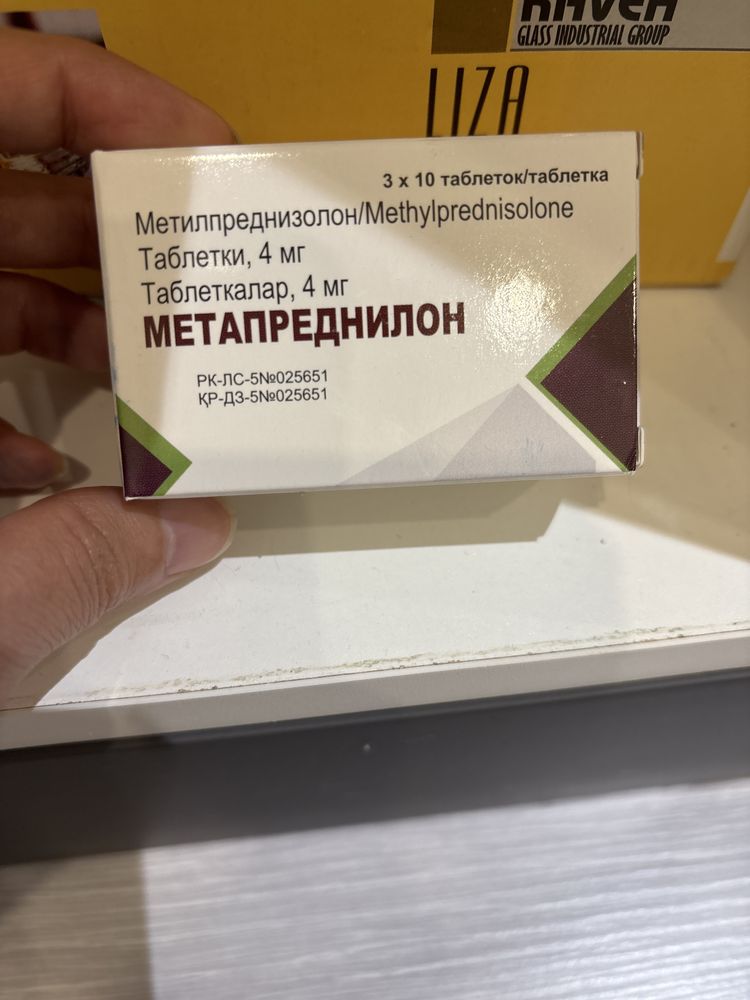 GLASS INDUSTRIAL GROUP
LIZA
3 x 10 таблеток/таблетка
Метилпреднизолон/Methylprednisolone
Таблетки, 4 мг
Таблеткалар, 4 мг
МЕТАПРЕДНИЛОН
РК-ЛС-5№025651
ҚР-ДЗ-5№025651